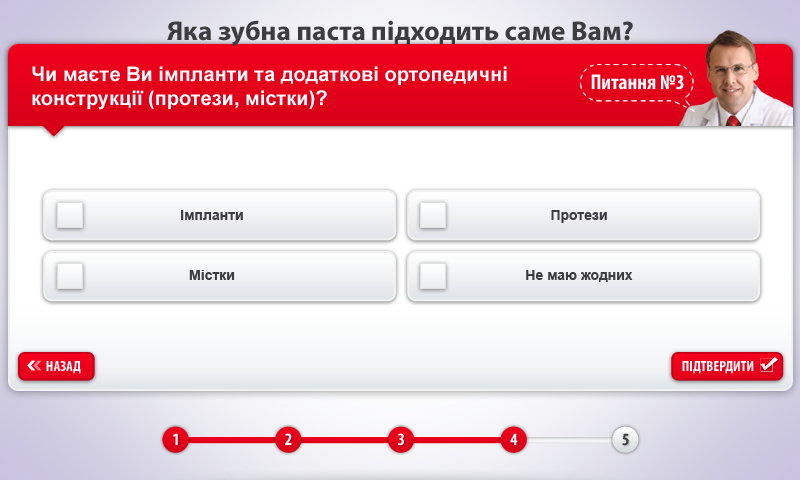 Яка зубна паста підходить саме Вам?
Чи маєте Ви імпланти та додаткові ортопедичні
конструкції (протези, містки)?
Питання №3
Імпланти
Протези
Містки
Не маю жодних
НАЗАД
ПІДТВЕРДИТИ
1 2 3 4 5